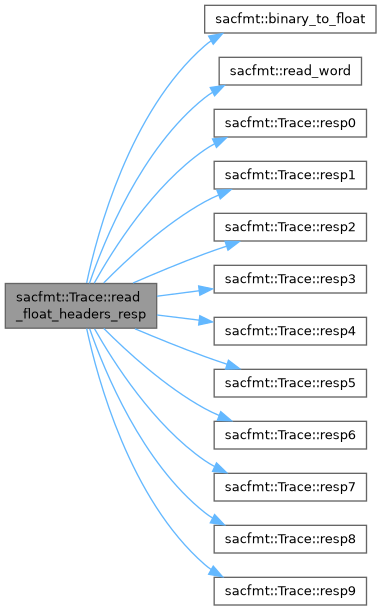 sacfmt::binary_to_float
sacfmt::read_word
sacfmt::Trace::resp0
sacfmt::Trace::resp1
sacfmt::Trace::resp2
sacfmt::Trace::read
_float_headers_resp
sacfmt::Trace::resp3
sacfmt::Trace::resp4
sacfmt::Trace::resp5
sacfmt::Trace::resp6
sacfmt::Trace::resp7
sacfmt::Trace::resp8
sacfmt::Trace::resp9